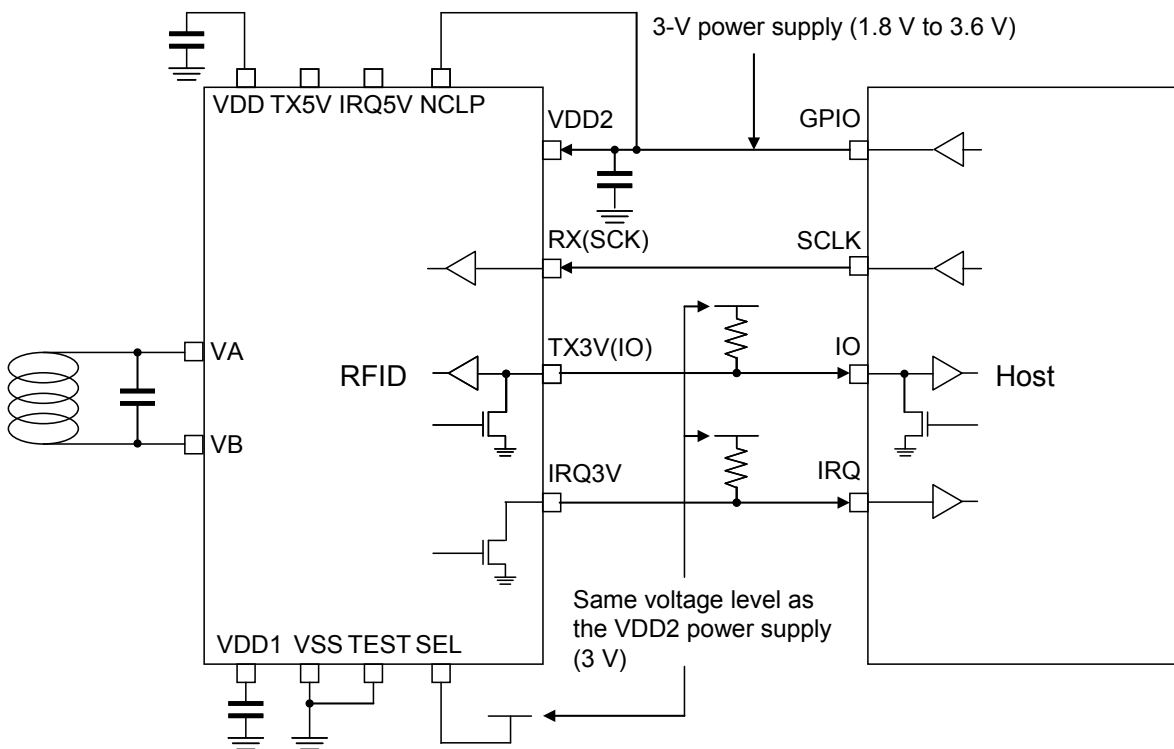 3-V power supply (1.8 V to 3.6 V)
VDD TX5V IRQ5V NCLP
VDD2
GPIO
RX(SCK)
SCLK
TX3V(IO)
IO
VA
RFID
Host
VB
IRQ3V
IRQ
Same voltage level as
the VDD2 power supply
(3 V)
VDD1 VSS TEST SEL